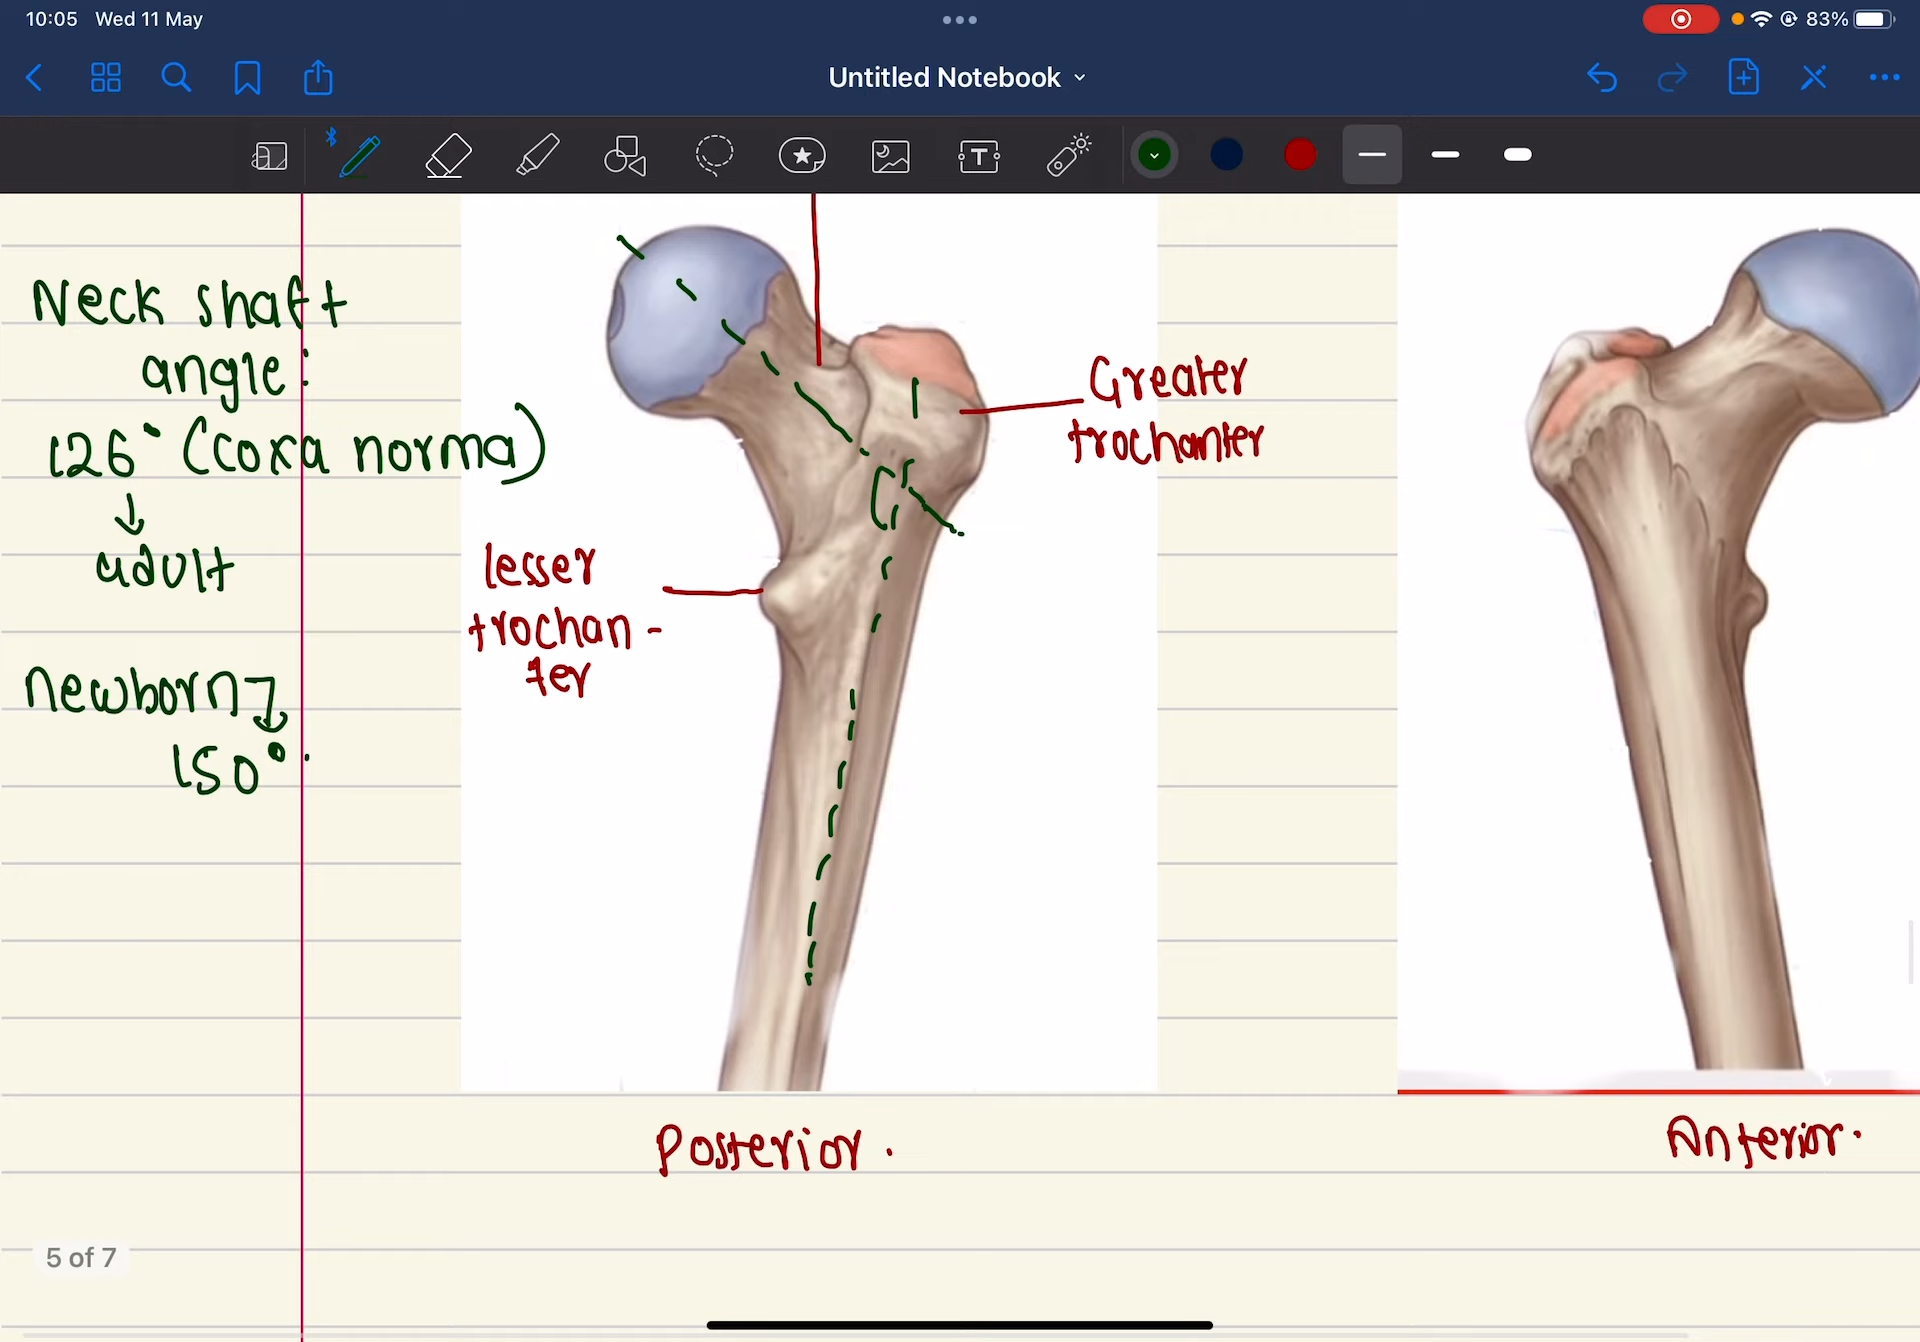 10:05 Wed 11 May
83%
Untitled Notebook
T
Neck shaft
angle:
126° (coxa norma)
↓
adult
newborn
150°.
Greater
trochanter
lesser
trochan -
ter
Posterior.
Anterior.
5 of 7